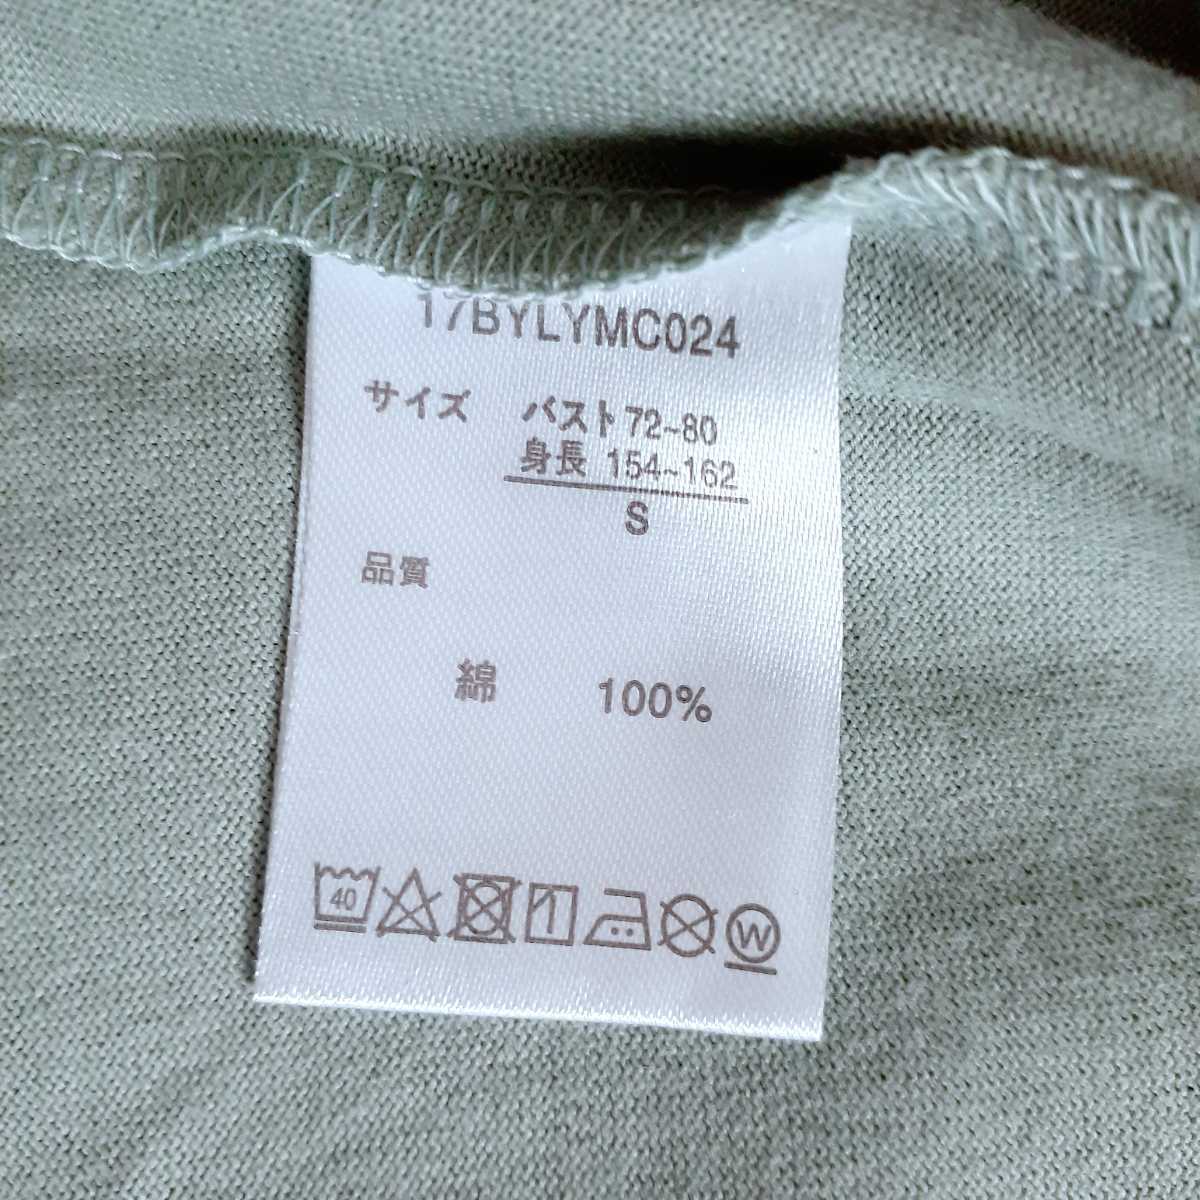 17BYLYMC024
サイズ バスト72~80
身長 154~162
S
品質
綿 100%
40 W